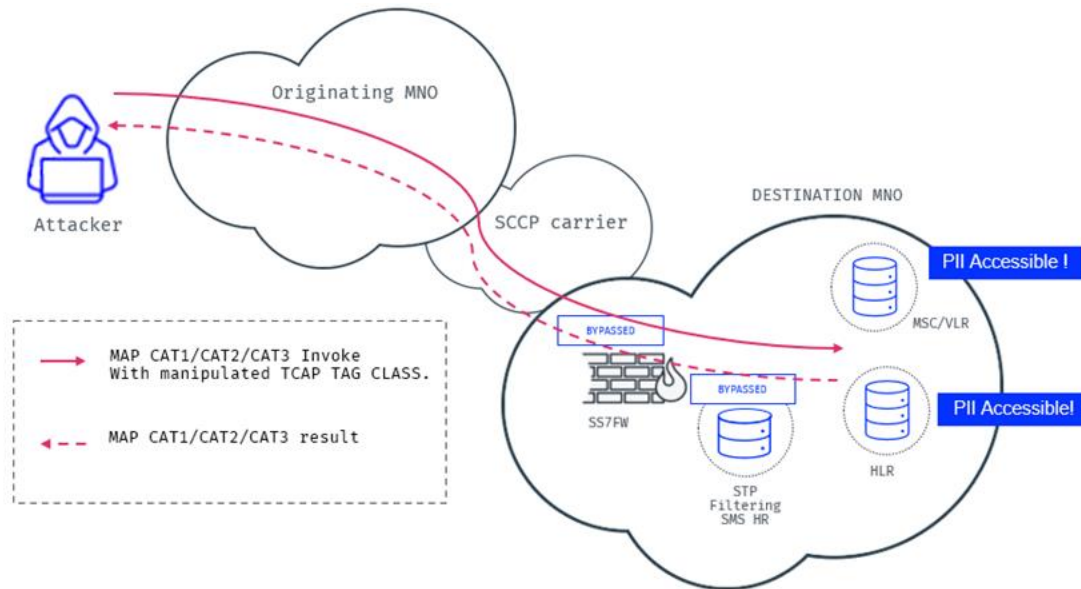 Originating MNO
Attacker
SCCP carrier
DESTINATION MNO
PII Accessible !
MSC/VLR
BYPASSED
SS7FW
BYPASSED
STP
Filtering
SMS HR
PII Accessible!
HLR
MAP CAT1/CAT2/CAT3 Invoke
With manipulated TCAP TAG CLASS.
MAP CAT1/CAT2/CAT3 result